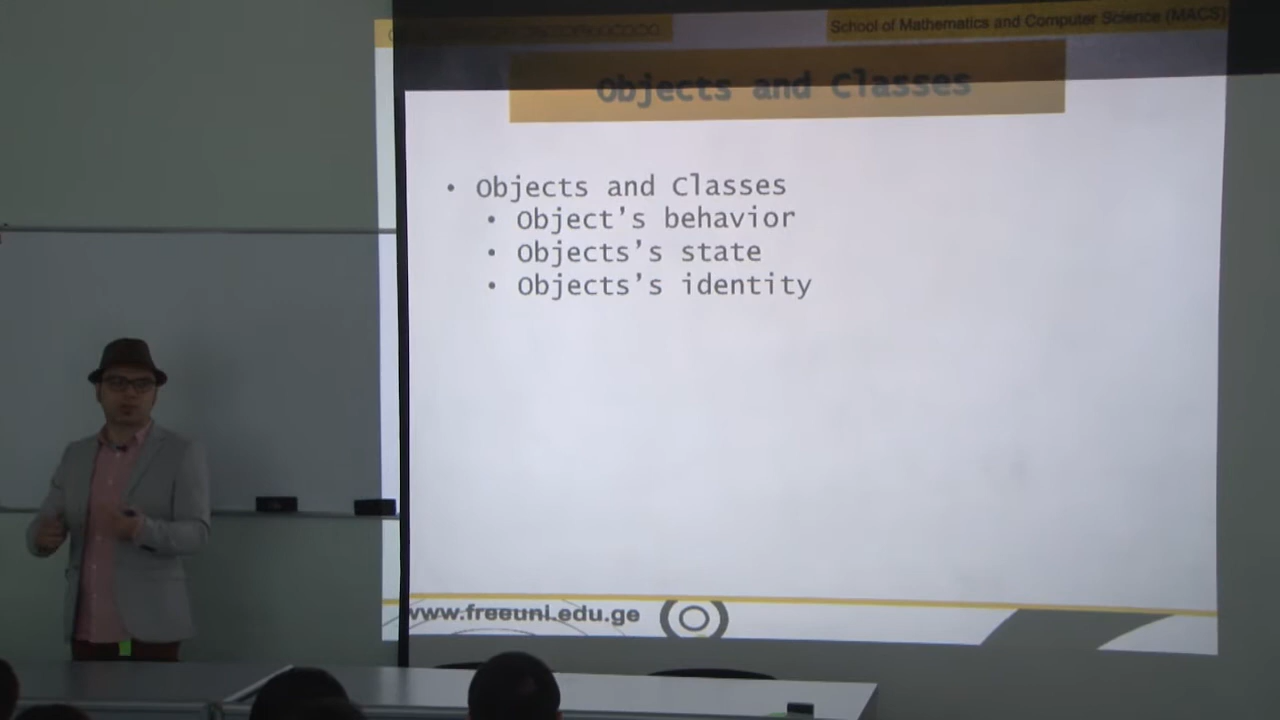 School of Mathematics and Computer Science (MACS)
Objects and Classes
• Objects and Classes
• Object's behavior
• Objects's state
• Objects's identity
www.freeuni.edu.ge